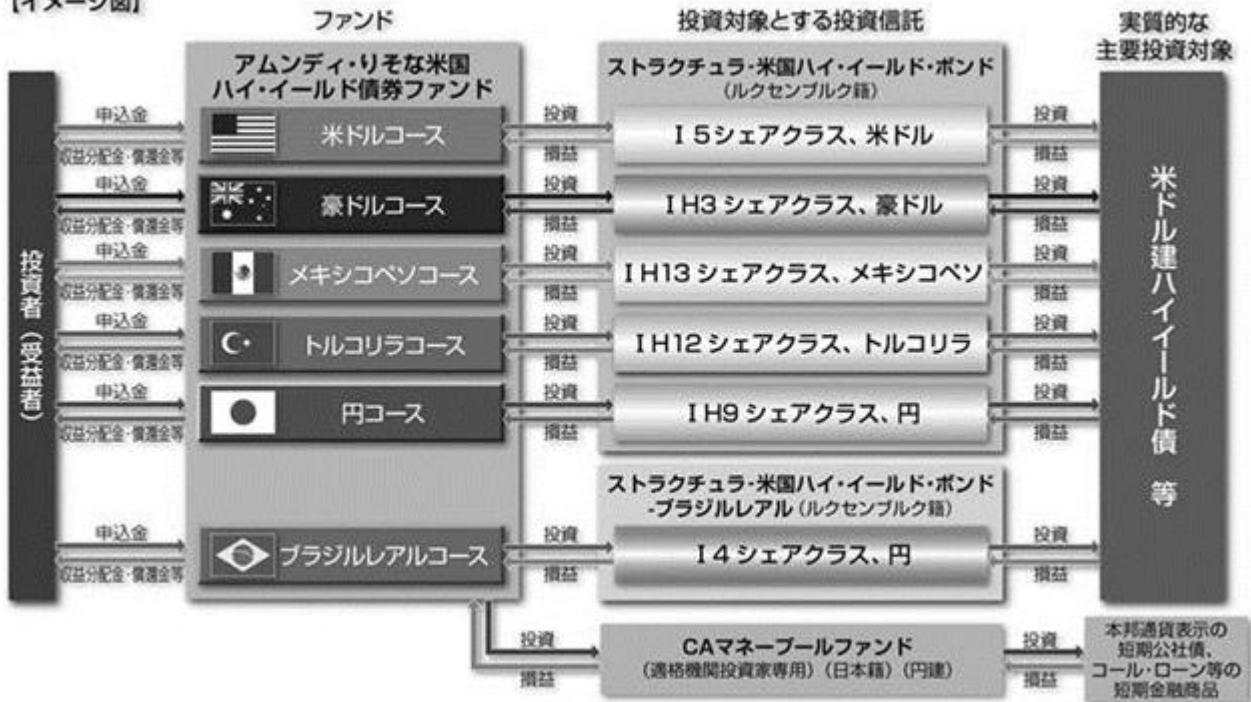 【イメージ図】
ファンド
投資対象とする投資信託
実質的な
主要投資対象
投資者（受益者）
アムンディ・りそな米国
ハイ・イールド債券ファンド
ストラクチュラ-米国ハイ・イールド・ボンド
（ルクセンブルク籍）
申込金
収益分配金・償還金等
米ドルコース
投資
損益
I 5シェアクラス、米ドル
投資
損益
申込金
収益分配金・償還金等
豪ドルコース
投資
損益
I H3 シェアクラス、豪ドル
投資
損益
申込金
収益分配金・償還金等
メキシコペソコース
投資
損益
I H13 シェアクラス、メキシコペソ
投資
損益
申込金
収益分配金・償還金等
トルコリラコース
投資
損益
I H12 シェアクラス、トルコリラ
投資
損益
申込金
収益分配金・償還金等
円コース
投資
損益
I H9 シェアクラス、円
投資
損益
ストラクチュラ-米国ハイ・イールド・ボンド
-ブラジルレアル（ルクセンブルク籍）
申込金
収益分配金・償還金等
ブラジルレアルコース
投資
損益
I 4 シェアクラス、円
投資
損益
米ドル建ハイイールド債 等
投資
損益
CAマネープールファンド
（適格機関投資家専用）（日本籍）（円建）
投資
損益
本邦通貨表示の
短期公社債、
コール・ローン等の
短期金融商品